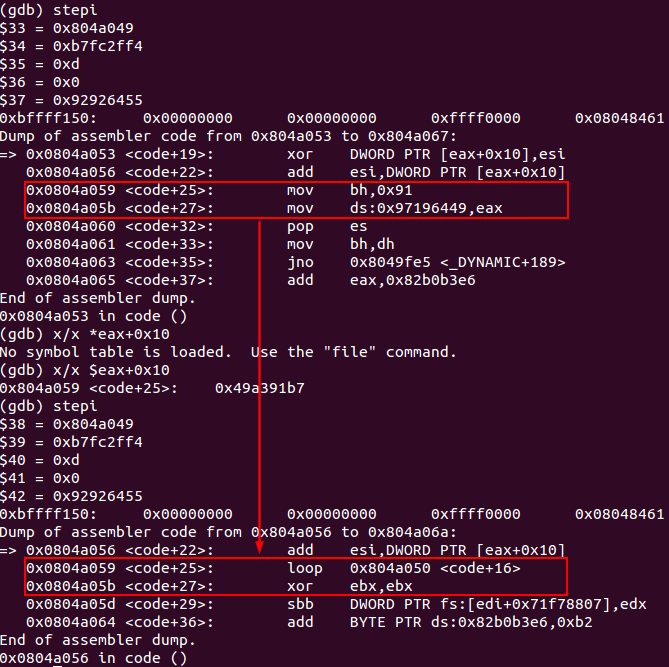 (gdb) stepi
$33 = 0x804a049
$34 = 0xb7fc2ff4
$35 = 0xd
$36 = 0x0
$37 = 0x92926455
0xbffff150:     0x00000000      0x00000000      0xffff0000      0x08048461
Dump of assembler code from 0x804a053 to 0x804a067:
=> 0x0804a053 <code+19>:        xor    DWORD PTR [eax+0x10],esi
   0x0804a056 <code+22>:        add    esi,DWORD PTR [eax+0x10]
   0x0804a059 <code+25>:        mov    bh,0x91
   0x0804a05b <code+27>:        mov    ds:0x97196449,eax
   0x0804a060 <code+32>:        pop    es
   0x0804a061 <code+33>:        mov    bh,dh
   0x0804a063 <code+35>:        jno    0x8049fe5 <_DYNAMIC+189>
   0x0804a065 <code+37>:        add    eax,0x82b0b3e6
End of assembler dump.
0x0804a053 in code ()
(gdb) x/x *eax+0x10
No symbol table is loaded.  Use the "file" command.
(gdb) x/x $eax+0x10
0x804a059 <code+25>:    0x49a391b7
(gdb) stepi
$38 = 0x804a049
$39 = 0xb7fc2ff4
$40 = 0xd
$41 = 0x0
$42 = 0x92926455
0xbffff150:     0x00000000      0x00000000      0xffff0000      0x08048461
Dump of assembler code from 0x804a056 to 0x804a06a:
=> 0x0804a056 <code+22>:        add    esi,DWORD PTR [eax+0x10]
   0x0804a059 <code+25>:        loop   0x804a050 <code+16>
   0x0804a05b <code+27>:        xor    ebx,ebx
   0x0804a05d <code+29>:        sbb    DWORD PTR fs:[edi+0x71f78807],edx
   0x0804a064 <code+36>:        add    BYTE PTR ds:0x82b0b3e6,0xb2
End of assembler dump.
0x0804a056 in code ()